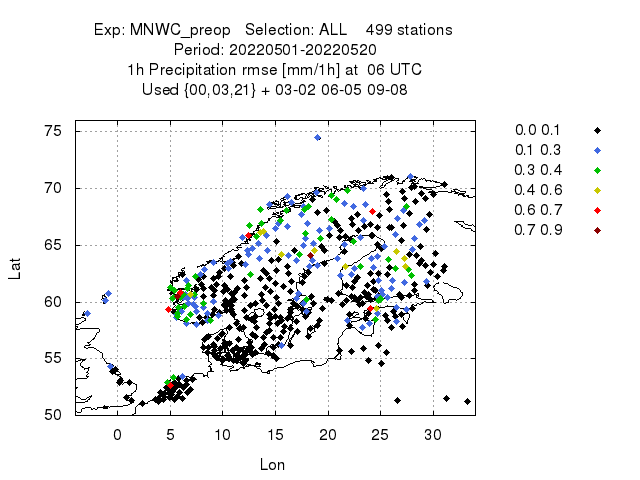 Exp: MNWC_preop   Selection: ALL    499 stations
Period: 20220501-20220520
1h Precipitation rmse [mm/1h] at  06 UTC
Used {00,03,21} + 03-02 06-05 09-08
0.0 0.1
0.1 0.3
0.3 0.4
0.4 0.6
0.6 0.7
0.7 0.9
75
70
65
60
55
50
Lat
0 5 10 15 20 25 30
Lon